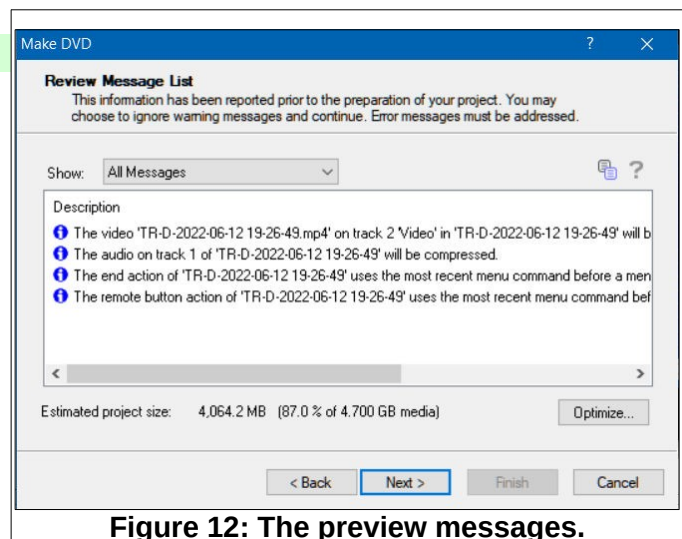 Make DVD ? ×
Review Message List
This information has been reported prior to the preparation of your project. You may
choose to ignore warning messages and continue. Error messages must be addressed.
Show: All Messages ?
Description
The video 'TR-D-2022-06-12 19-26-49.mp4' on track 2 'Video' in 'TR-D-2022-06-12 19-26-49' will b
The audio on track 1 of 'TR-D-2022-06-12 19-26-49' will be compressed.
The end action of 'TR-D-2022-06-12 19-26-49' uses the most recent menu command before a men
The remote button action of 'TR-D-2022-06-12 19-26-49' uses the most recent menu command bef
Estimated project size: 4,064.2 MB (87.0 % of 4.700 GB media) Optimize...
< Back Next > Finish Cancel
Figure 12: The preview messages.